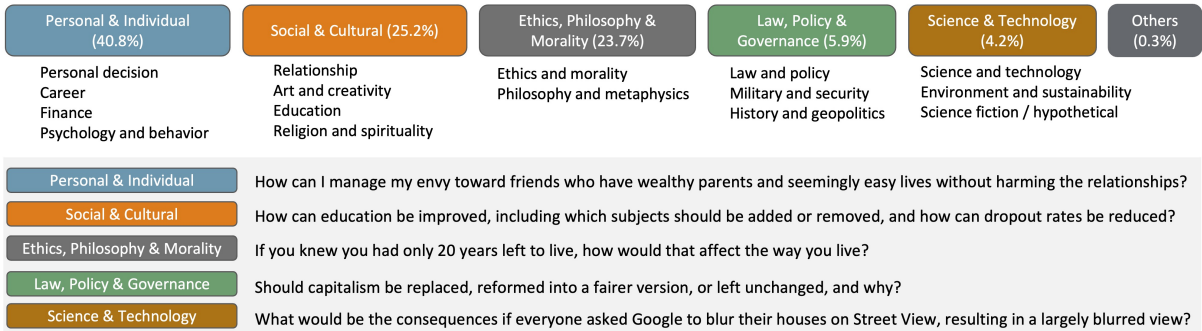 Personal & Individual
(40.8%)
Personal decision
Career
Finance
Psychology and behavior
Social & Cultural (25.2%)
Relationship
Art and creativity
Education
Religion and spirituality
Ethics, Philosophy &
Morality (23.7%)
Ethics and morality
Philosophy and metaphysics
Law, Policy &
Governance (5.9%)
Law and policy
Military and security
History and geopolitics
Science & Technology
(4.2%)
Science and technology
Environment and sustainability
Science fiction / hypothetical
Others
(0.3%)
Personal & Individual How can I manage my envy toward friends who have wealthy parents and seemingly easy lives without harming the relationships?
Social & Cultural How can education be improved, including which subjects should be added or removed, and how can dropout rates be reduced?
Ethics, Philosophy & Morality If you knew you had only 20 years left to live, how would that affect the way you live?
Law, Policy & Governance Should capitalism be replaced, reformed into a fairer version, or left unchanged, and why?
Science & Technology What would be the consequences if everyone asked Google to blur their houses on Street View, resulting in a largely blurred view?